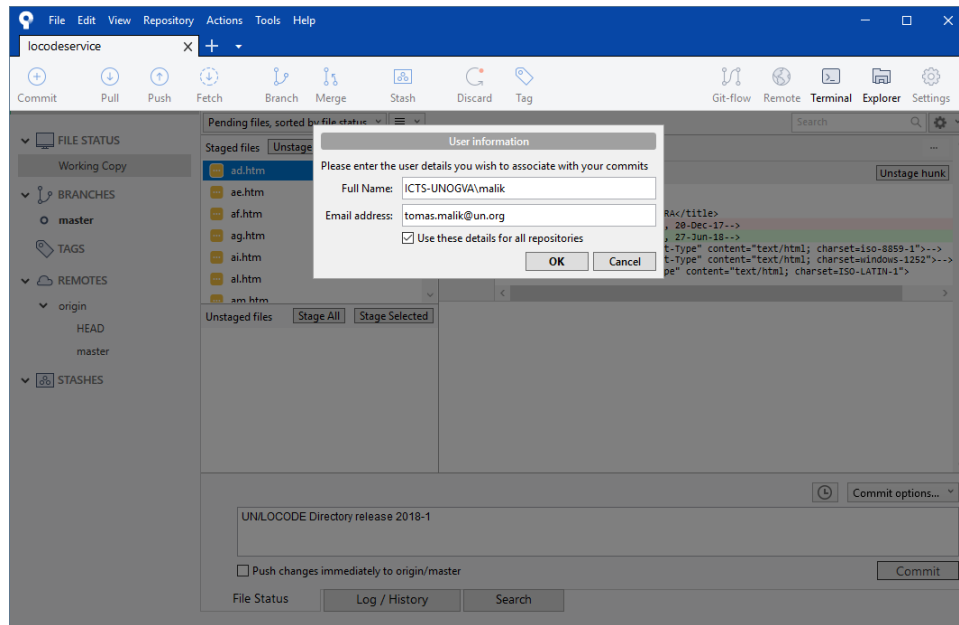 File Edit View Repository Actions Tools Help
locodeservice
Commit Pull Push Fetch Branch Merge Stash Discard Tag Git-flow Remote Terminal Explorer Settings
Pending files, sorted by file status
Search
FILE STATUS
Working Copy
BRANCHES
master
TAGS
REMOTES
origin
HEAD
master
STASHES
Staged files Unstage
ad.htm
ae.htm
af.htm
ag.htm
ai.htm
al.htm
am.htm
Unstaged files Stage All Stage Selected
User information
Please enter the user details you wish to associate with your commits
Full Name: ICTS-UNOGVA\malik
Email address: tomas.malik@un.org
Use these details for all repositories
OK Cancel
...
Unstage hunk
RA</title>
, 20-Dec-17-->
, 27-Jun-18-->
t-Type" content="text/html; charset=iso-8859-1">-->
t-Type" content="text/html; charset=windows-1252">-->
pe" content="text/html; charset=ISO-LATIN-1">
Commit options...
UN/LOCODE Directory release 2018-1
Push changes immediately to origin/master
Commit
File Status Log / History Search